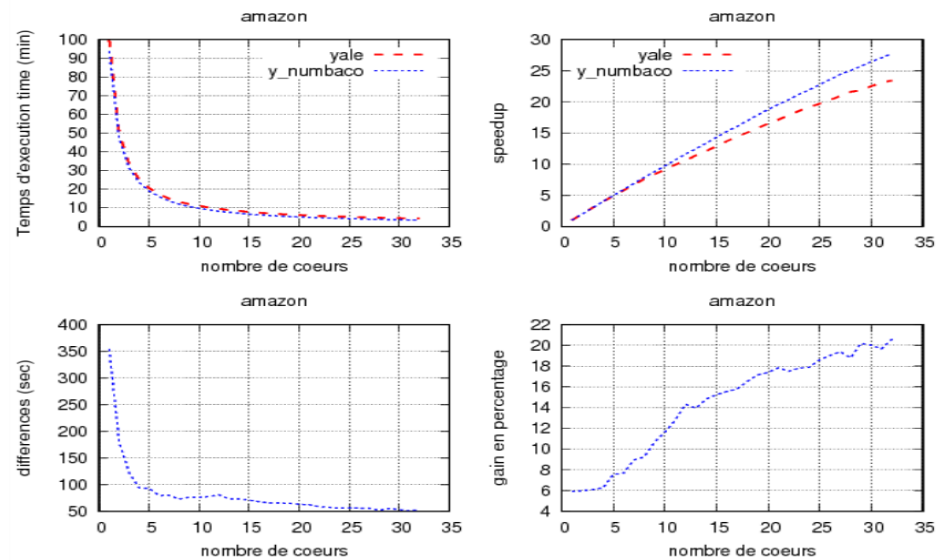 amazon
Temps d'execution time (min)
100
90
80
70
60
50
40
30
20
10
0
yale
y_numbaco
0 5 10 15 20 25 30 35
nombre de coeurs
amazon
speedup
30
25
20
15
10
5
0
yale
y_numbaco
0 5 10 15 20 25 30 35
nombre de coeurs
amazon
differences (sec)
400
350
300
250
200
150
100
50
0 5 10 15 20 25 30 35
nombre de coeurs
amazon
gain en percentage
22
20
18
16
14
12
10
8
6
4
0 5 10 15 20 25 30 35
nombre de coeurs